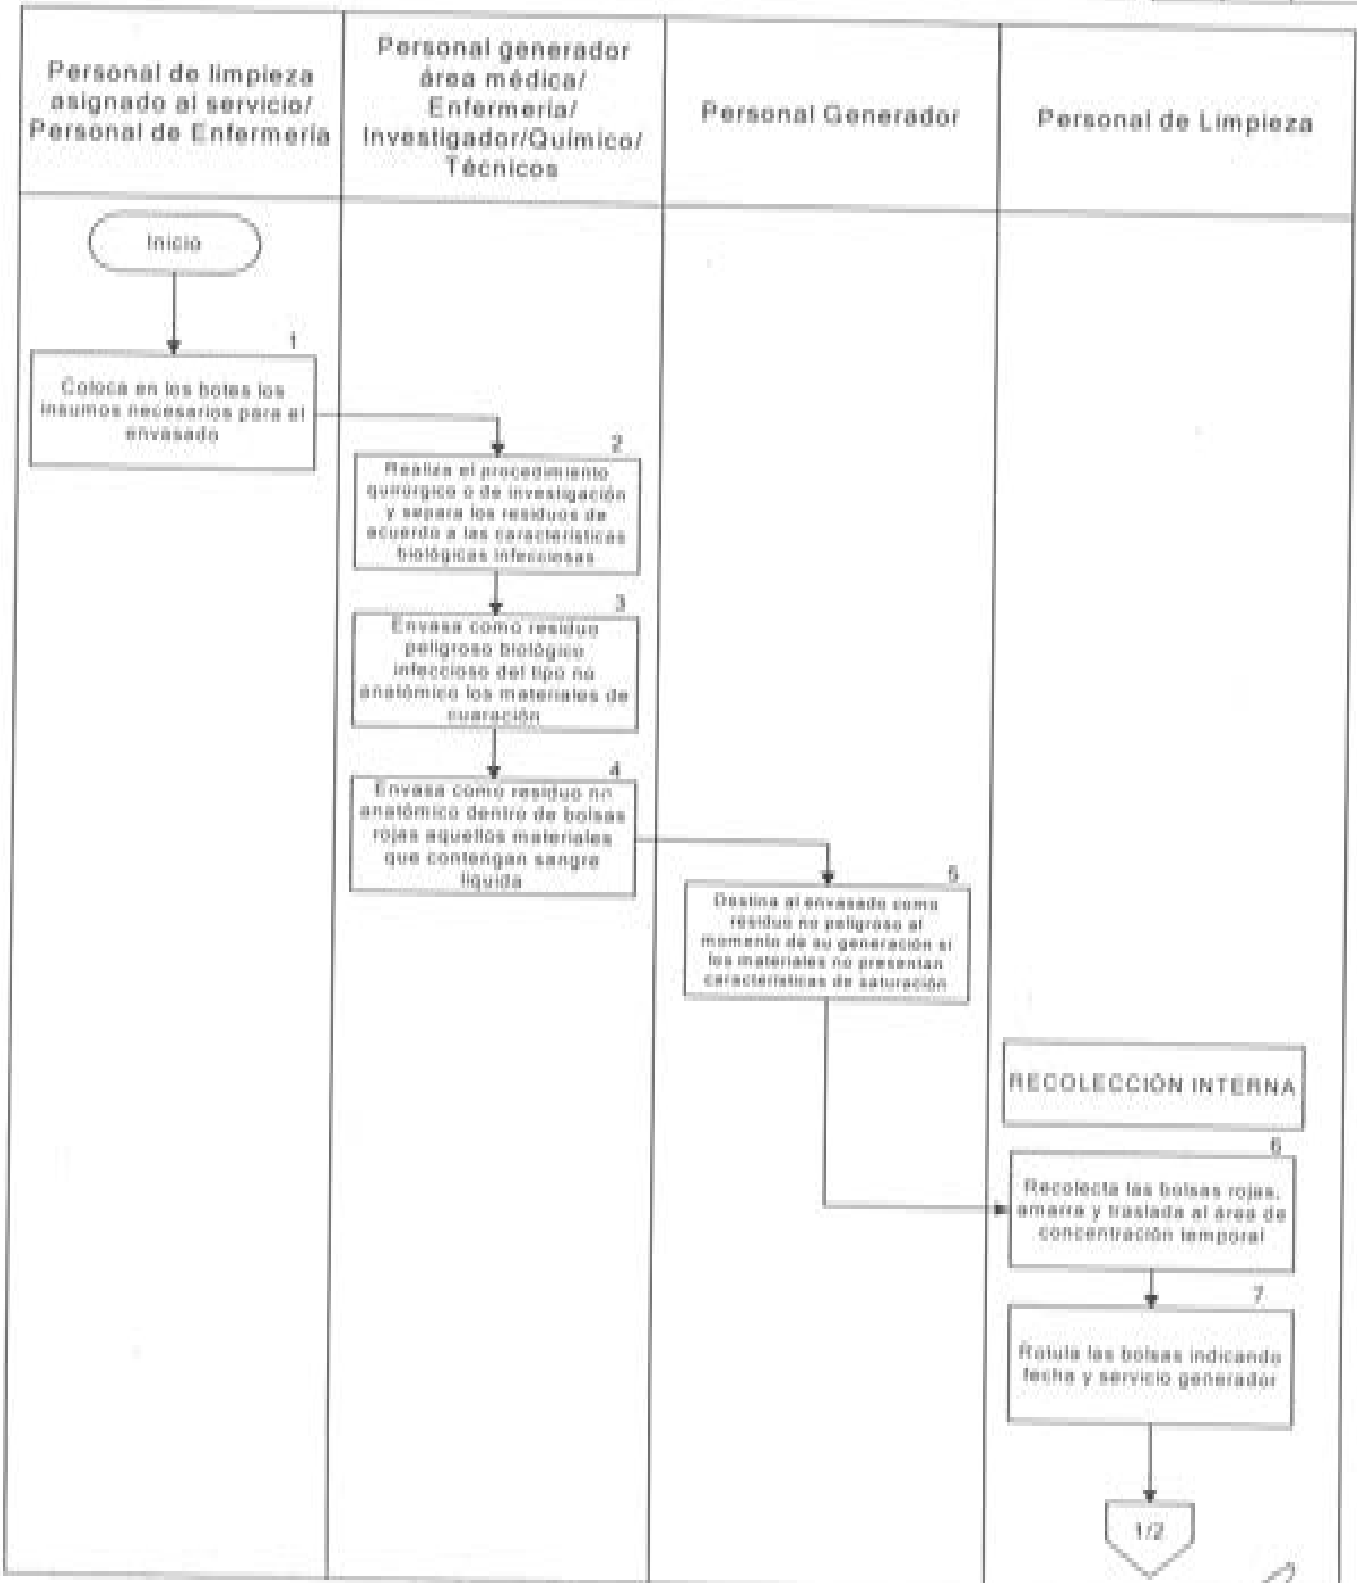 Personal de limpieza
asignado al servicio/
Personal de Enfermería
Personal generador
área médica/
Enfermería/
Investigador/Químico/
Técnicos
Personal Generador
Personal de Limpieza
Inicio
1
Coloca en los botes los
insumos necesarios para el
envasado
2
Realiza el procedimiento
quirúrgico o de investigación
y separa los residuos de
acuerdo a las características
biológicas infecciosas
3
Envasa como residuo
peligroso biológico
infeccioso del tipo no
anatómico los materiales de
cuaración
4
Envasa como residuo no
anatómico dentro de bolsas
rojas aquellos materiales
que contengan sangre
líquida
5
Destina al envasado como
residuo no peligroso al
momento de su generación si
los materiales no presentan
características de saturación
RECOLECCIÓN INTERNA
6
Recolecta las bolsas rojas,
amarra y traslada al área de
concentración temporal
7
Rotula las bolsas indicando
fecha y servicio generador
1/2